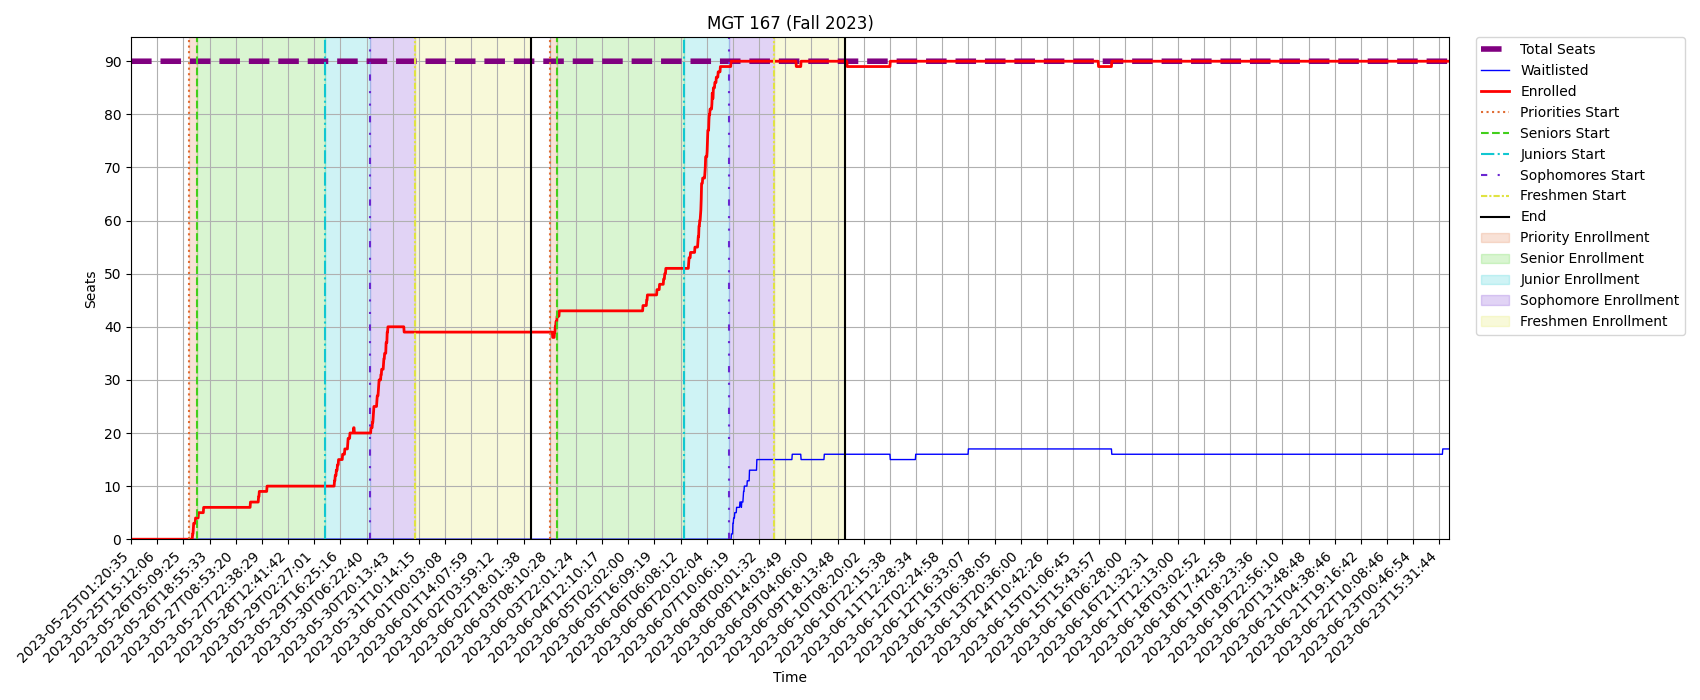 MGT 167 (Fall 2023)
Seats
90
80
70
60
50
40
30
20
10
0
2023-05-25T01:20:35
2023-05-25T15:12:06
2023-05-26T05:09:25
2023-05-26T18:55:33
2023-05-27T08:53:20
2023-05-27T22:38:29
2023-05-28T12:41:42
2023-05-29T02:27:01
2023-05-29T16:25:16
2023-05-30T06:22:40
2023-05-30T20:13:43
2023-05-31T10:14:15
2023-06-01T00:03:08
2023-06-01T14:07:59
2023-06-02T03:59:12
2023-06-02T18:01:38
2023-06-03T08:10:28
2023-06-03T22:01:24
2023-06-04T12:10:17
2023-06-05T02:02:00
2023-06-05T16:09:19
2023-06-06T06:08:12
2023-06-06T20:02:04
2023-06-07T10:06:19
2023-06-08T00:01:32
2023-06-08T14:03:49
2023-06-09T04:06:00
2023-06-09T18:13:48
2023-06-10T08:20:02
2023-06-10T22:15:38
2023-06-11T12:28:34
2023-06-12T02:24:58
2023-06-12T16:33:07
2023-06-13T06:38:05
2023-06-13T20:36:00
2023-06-14T10:42:26
2023-06-15T01:06:45
2023-06-15T15:43:57
2023-06-16T06:28:00
2023-06-16T21:32:31
2023-06-17T12:13:00
2023-06-18T03:02:52
2023-06-18T17:42:58
2023-06-19T08:23:36
2023-06-19T22:56:10
2023-06-20T13:48:48
2023-06-21T04:38:46
2023-06-21T19:16:42
2023-06-22T10:08:46
2023-06-23T00:46:54
2023-06-23T15:31:44
Time
Total Seats
Waitlisted
Enrolled
Priorities Start
Seniors Start
Juniors Start
Sophomores Start
Freshmen Start
End
Priority Enrollment
Senior Enrollment
Junior Enrollment
Sophomore Enrollment
Freshmen Enrollment